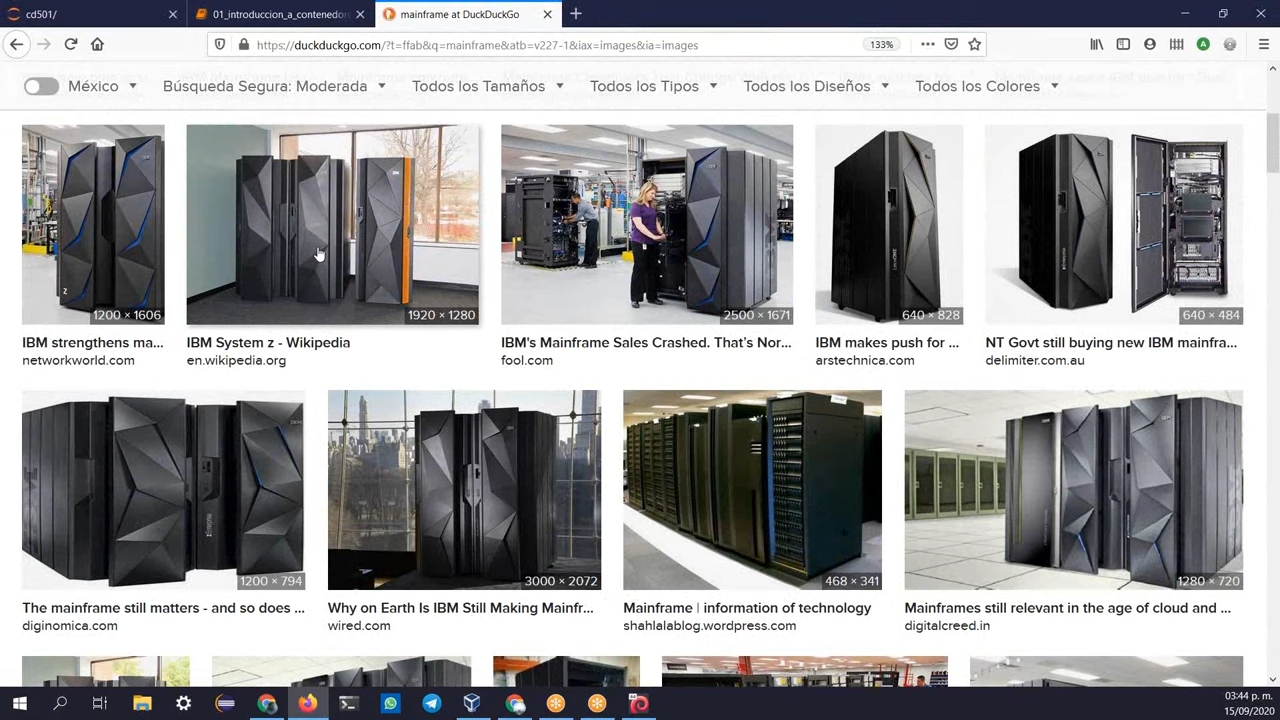 cd501/
01_introduccion_a_contenedor
mainframe at DuckDuckGo
https://duckduckgo.com/?t=ffab&q=mainframe&atb=v227-1&iax=images&ia=images
133%
México
Búsqueda Segura: Moderada
Todos los Tamaños
Todos los Tipos
Todos los Diseños
Todos los Colores
1200 × 1606
1920 × 1280
2500 × 1671
640 × 828
640 × 484
IBM strengthens ma...
IBM System z - Wikipedia
IBM's Mainframe Sales Crashed. That's Nor...
IBM makes push for ...
NT Govt still buying new IBM mainfra...
networkworld.com
en.wikipedia.org
fool.com
arstechnica.com
delimiter.com.au
1200 × 794
3000 × 2072
468 × 341
1280 × 720
The mainframe still matters - and so does ...
Why on Earth Is IBM Still Making Mainfr...
Mainframe | information of technology
Mainframes still relevant in the age of cloud and ...
diginomica.com
wired.com
shahlalablog.wordpress.com
digitalcreed.in
03:44 p. m.
15/09/2020